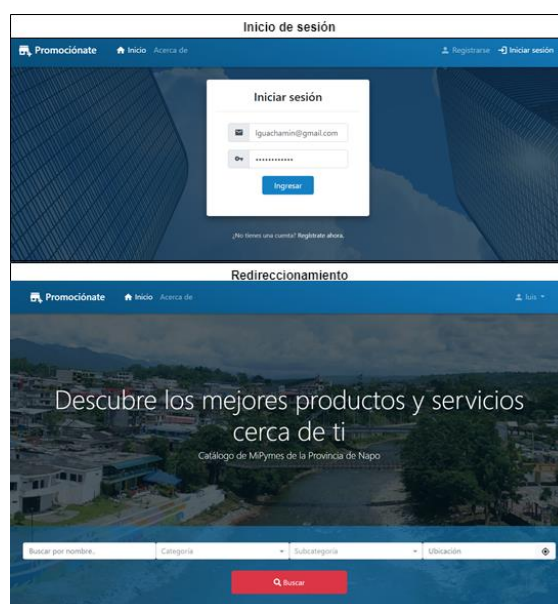 Inicio de sesión
Promociónate Inicio Acerca de Registrarse Iniciar sesión
Iniciar sesión
lguachamin@gmail.com
************
Ingresar
¿No tienes una cuenta? Regístrate ahora.
Redireccionamiento
Promociónate Inicio Acerca de luis
Descubre los mejores productos y servicios
cerca de ti
Catálogo de MiPymes de la Provincia de Napo
Buscar por nombre.. Categoría Subcategoría Ubicación
Buscar